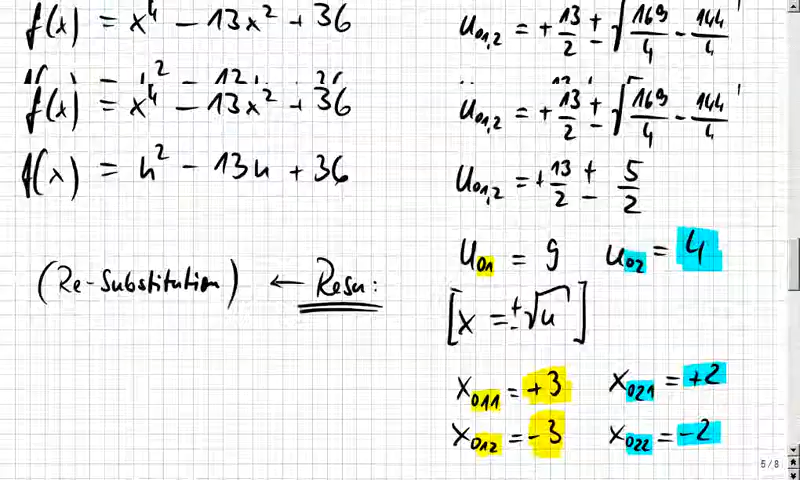 f(x) = x⁴ − 13x² + 36
f(x) = x⁴ − 13x² + 36
f(x) = u² − 13u + 36
(Re-Substitution) ← Resu:
u₀₁,₂ = + 13/2 ± √(169/4 − 144/4)
u₀₁,₂ = + 13/2 ± √(169/4 − 144/4)
u₀₁,₂ = + 13/2 ± 5/2
u₀₁ = 9 u₀₂ = 4
[x = ±√u]
x₀₁₁ = +3 x₀₂₁ = +2
x₀₁₂ = −3 x₀₂₂ = −2
5 / 8